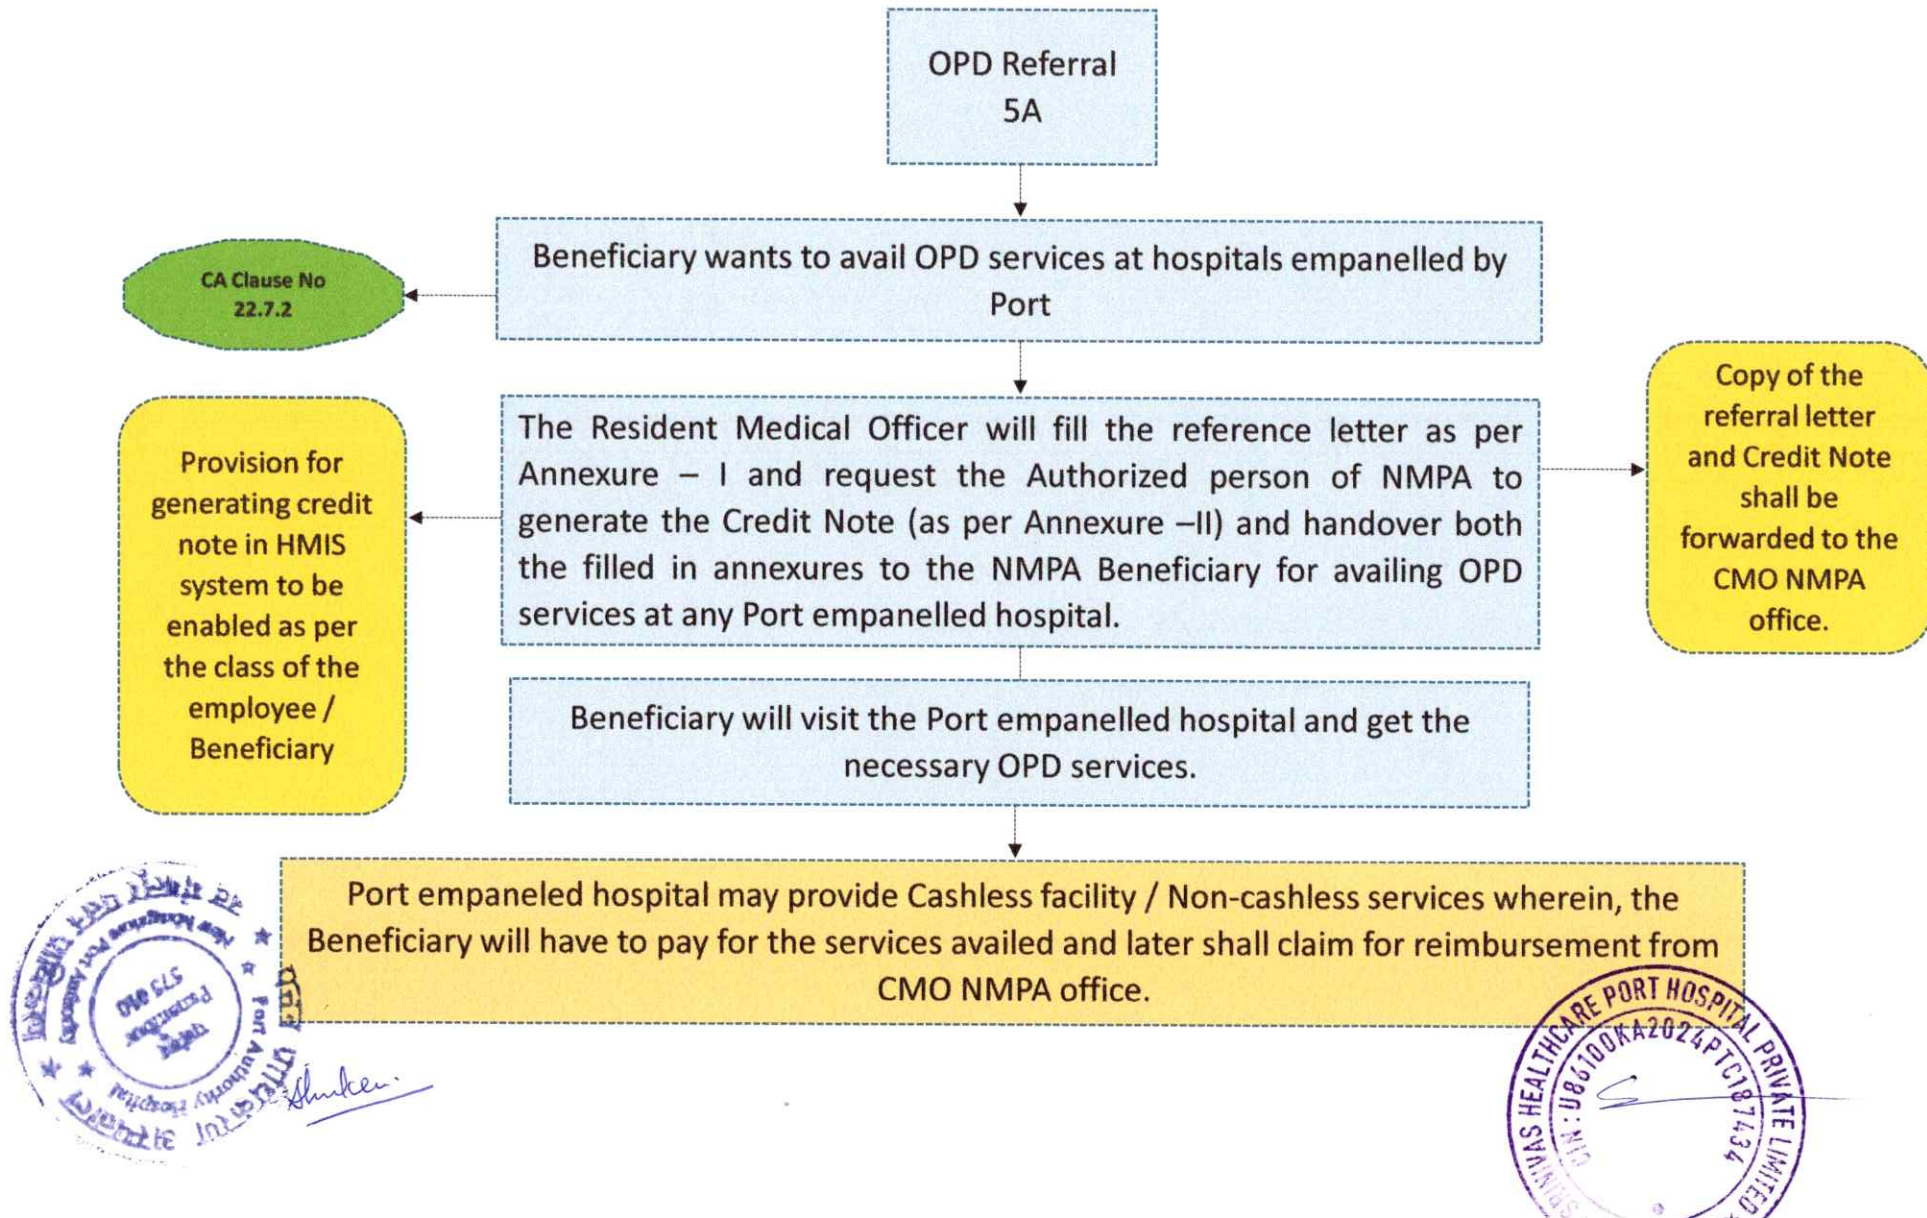 OPD Referral
5A
Beneficiary wants to avail OPD services at hospitals empanelled by
Port
CA Clause No
22.7.2
The Resident Medical Officer will fill the reference letter as per
Annexure – I and request the Authorized person of NMPA to
generate the Credit Note (as per Annexure –II) and handover both
the filled in annexures to the NMPA Beneficiary for availing OPD
services at any Port empanelled hospital.
Provision for
generating credit
note in HMIS
system to be
enabled as per
the class of the
employee /
Beneficiary
Copy of the
referral letter
and Credit Note
shall be
forwarded to the
CMO NMPA
office.
Beneficiary will visit the Port empanelled hospital and get the
necessary OPD services.
Port empaneled hospital may provide Cashless facility / Non-cashless services wherein, the
Beneficiary will have to pay for the services availed and later shall claim for reimbursement from
CMO NMPA office.
New Mangalore Port Authority
Port Authority Hospital
Panambur
575 010
SRINIVAS HEALTHCARE PORT HOSPITAL PRIVATE LIMITED
CIN : U86100KA2024PTC187434